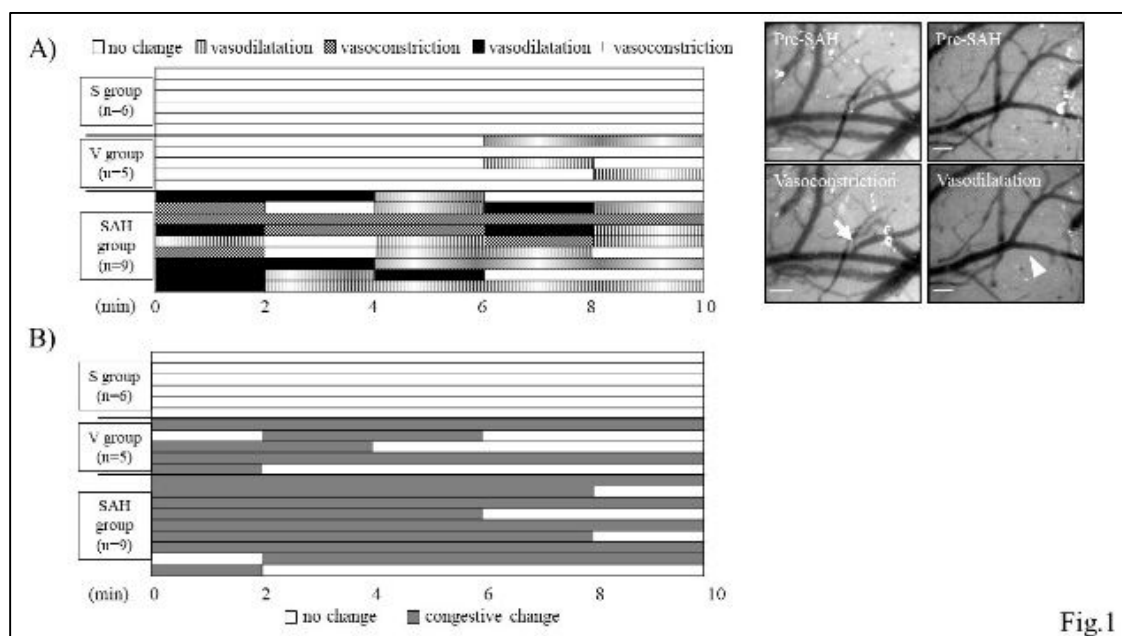 A)
no change vasodilatation vasoconstriction vasodilatation vasoconstriction
S group
(n=6)
V group
(n=5)
SAH
group
(n=9)
(min) 0 2 4 6 8 10
Pre-SAH
Pre-SAH
Vasoconstriction
Vasodilatation
B)
S group
(n=6)
V group
(n=5)
SAH
group
(n=9)
(min) 0 2 4 6 8 10
no change congestive change
Fig.1